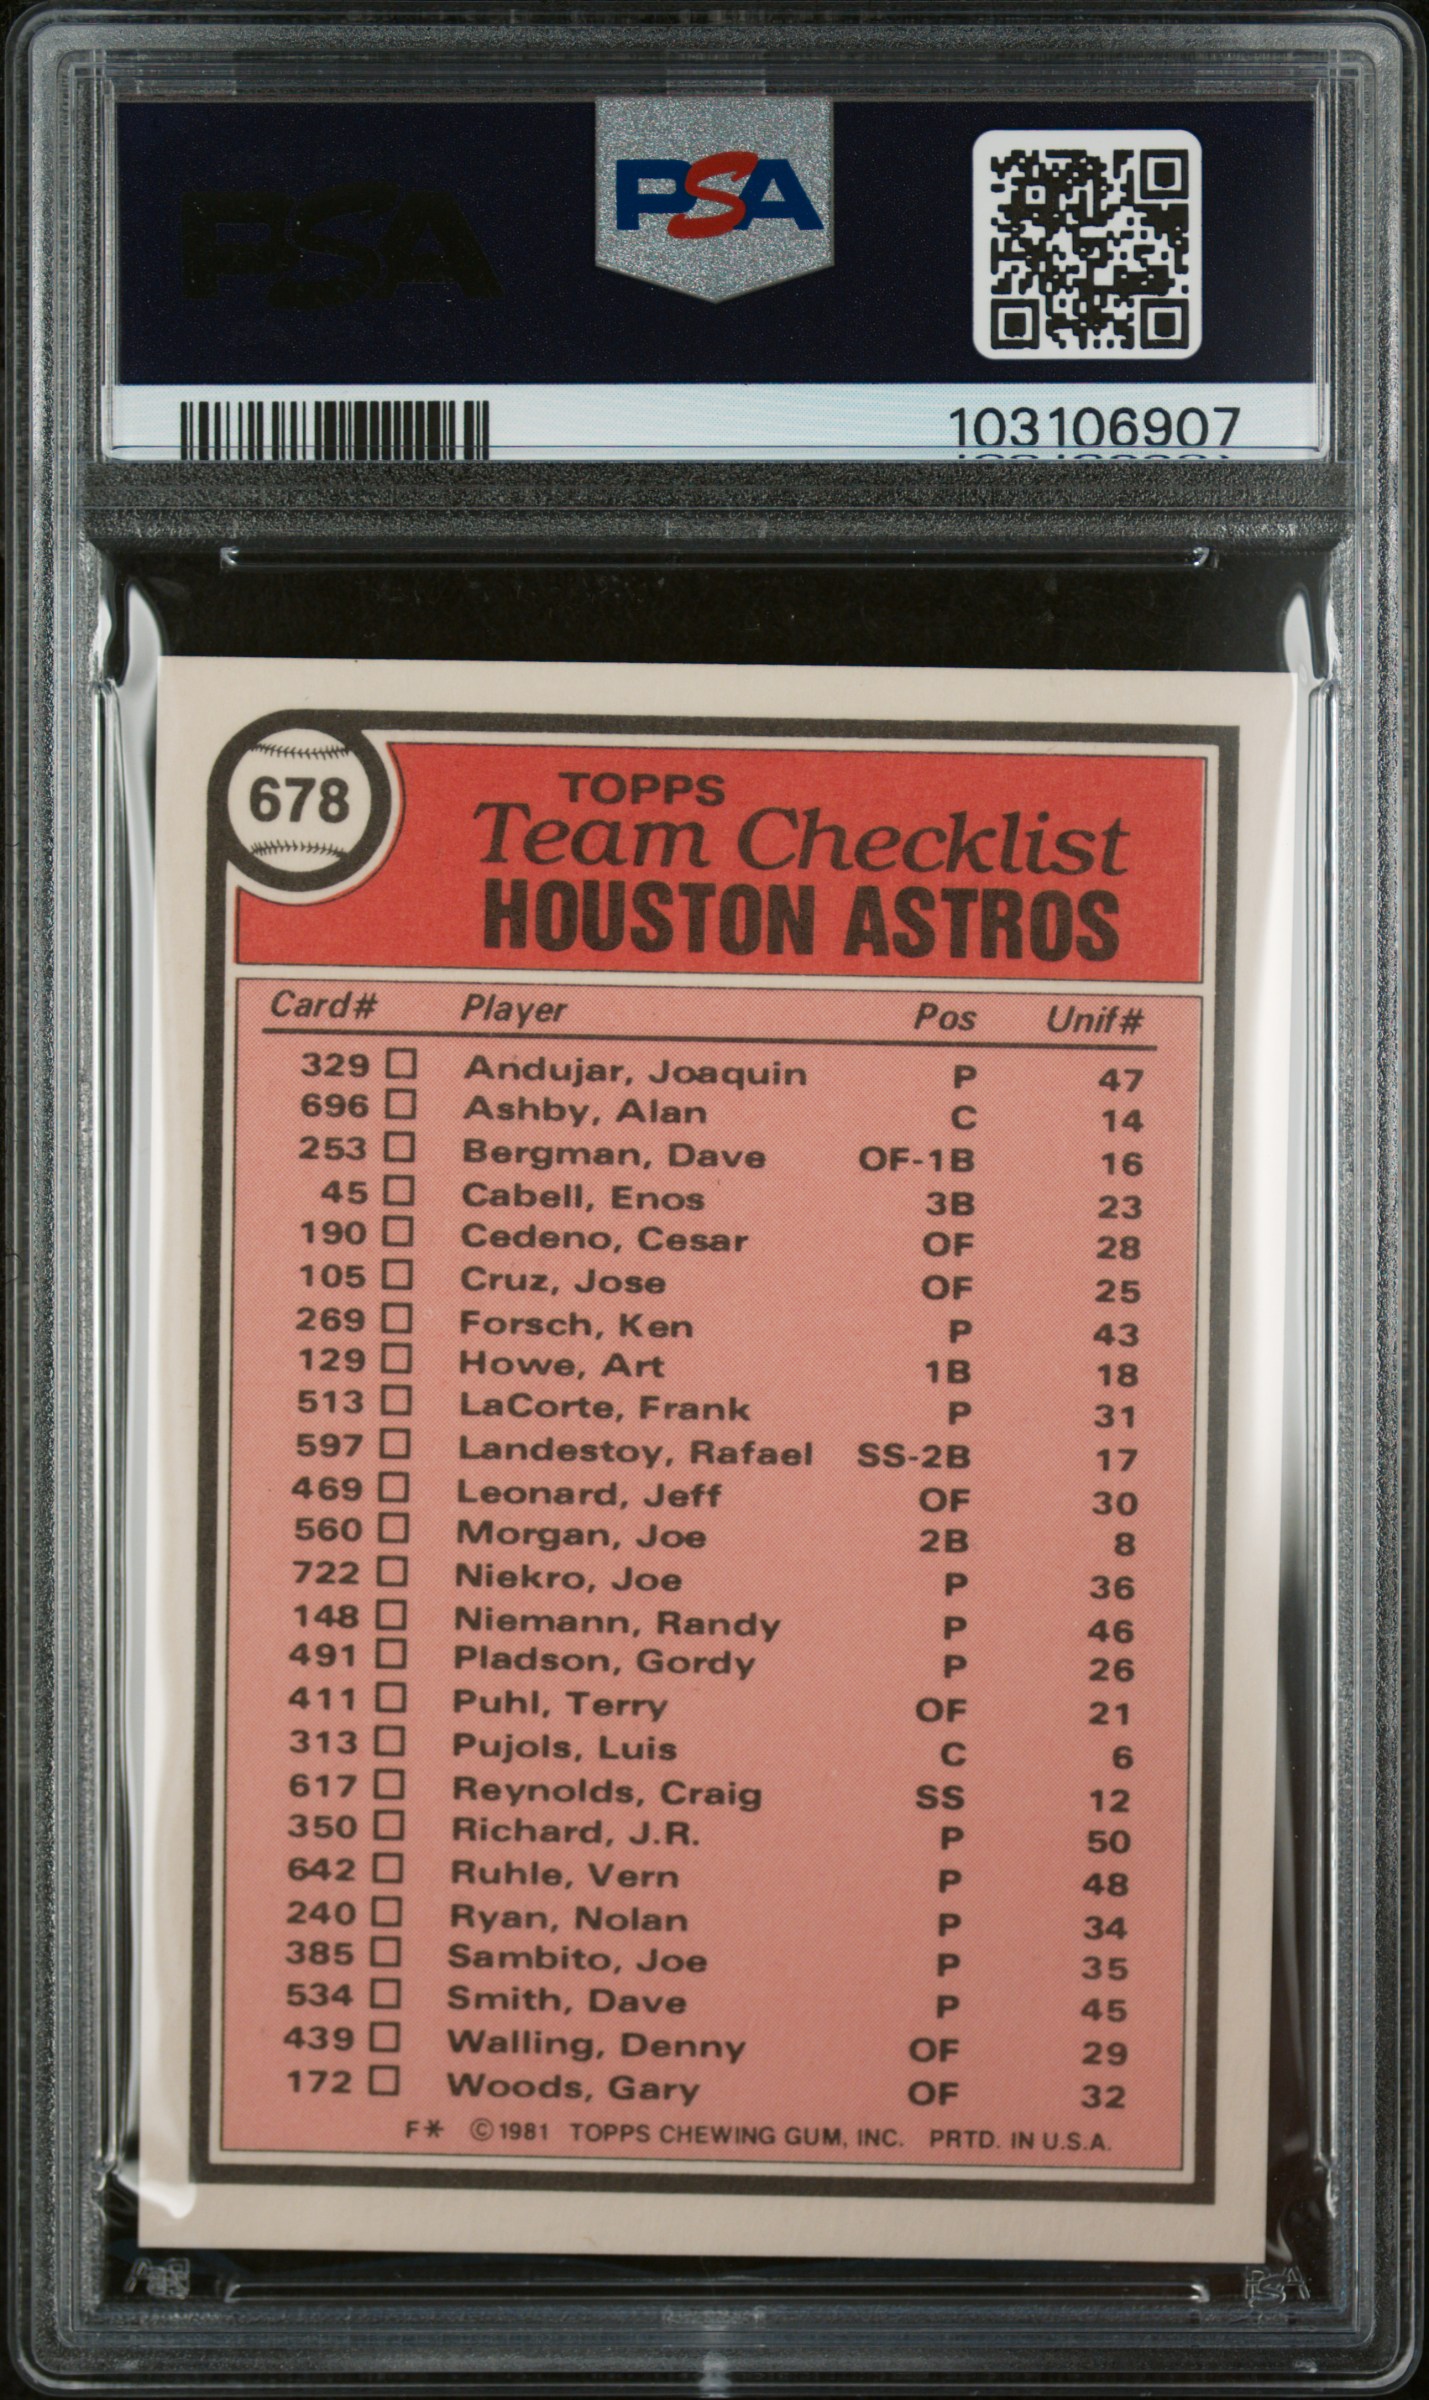 PSA
PSA
103106907
678
TOPPS
Team Checklist
HOUSTON ASTROS
Card# Player Pos Unif#
329 Andujar, Joaquin P 47
696 Ashby, Alan C 14
253 Bergman, Dave OF-1B 16
45 Cabell, Enos 3B 23
190 Cedeno, Cesar OF 28
105 Cruz, Jose OF 25
269 Forsch, Ken P 43
129 Howe, Art 1B 18
513 LaCorte, Frank P 31
597 Landestoy, Rafael SS-2B 17
469 Leonard, Jeff OF 30
560 Morgan, Joe 2B 8
722 Niekro, Joe P 36
148 Niemann, Randy P 46
491 Pladson, Gordy P 26
411 Puhl, Terry OF 21
313 Pujols, Luis C 6
617 Reynolds, Craig SS 12
350 Richard, J.R. P 50
642 Ruhle, Vern P 48
240 Ryan, Nolan P 34
385 Sambito, Joe P 35
534 Smith, Dave P 45
439 Walling, Denny OF 29
172 Woods, Gary OF 32
F* ©1981 TOPPS CHEWING GUM, INC. PRTD. IN U.S.A.
PSA